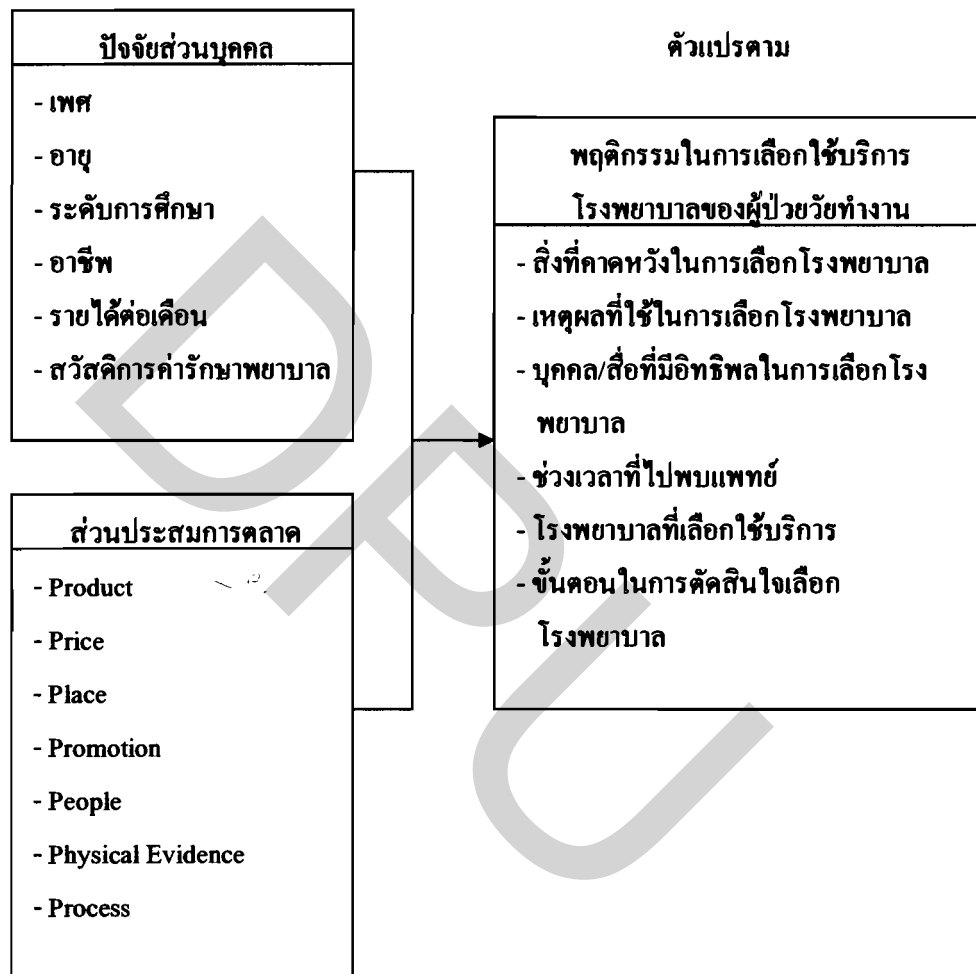 ปัจจัยส่วนบุคคล
- เพศ
- อายุ
- ระดับการศึกษา
- อาชีพ
- รายได้ต่อเดือน
- สวัสดิการค่ารักษาพยาบาล
ส่วนประสมการตลาด
- Product
- Price
- Place
- Promotion
- People
- Physical Evidence
- Process
ตัวแปรตาม
พฤติกรรมในการเลือกใช้บริการ
โรงพยาบาลของผู้ป่วยวัยทำงาน
- สิ่งที่คาดหวังในการเลือกโรงพยาบาล
- เหตุผลที่ใช้ในการเลือกโรงพยาบาล
- บุคคล/สื่อที่มีอิทธิพลในการเลือกโรง
พยาบาล
- ช่วงเวลาที่ไปพบแพทย์
- โรงพยาบาลที่เลือกใช้บริการ
- ขั้นตอนในการตัดสินใจเลือก
โรงพยาบาล
DPU